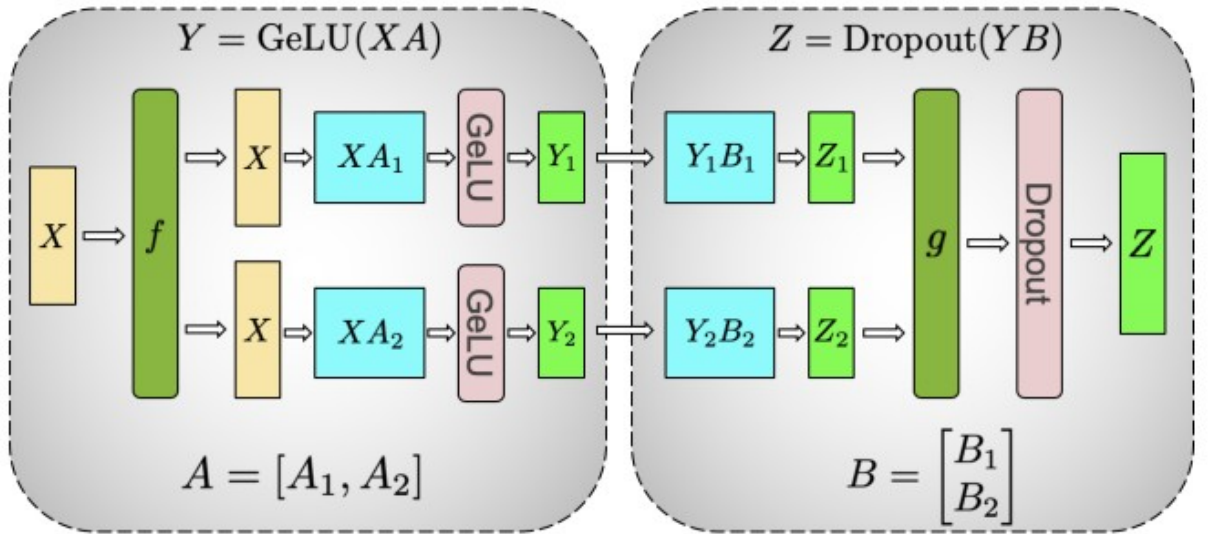 Y = GeLU(XA)
X
f
X
XA₁
GeLU
Y₁
X
XA₂
GeLU
Y₂
A = [A₁, A₂]
Z = Dropout(YB)
Y₁B₁
Z₁
Y₂B₂
Z₂
g
Dropout
Z
B = [B₁
B₂]